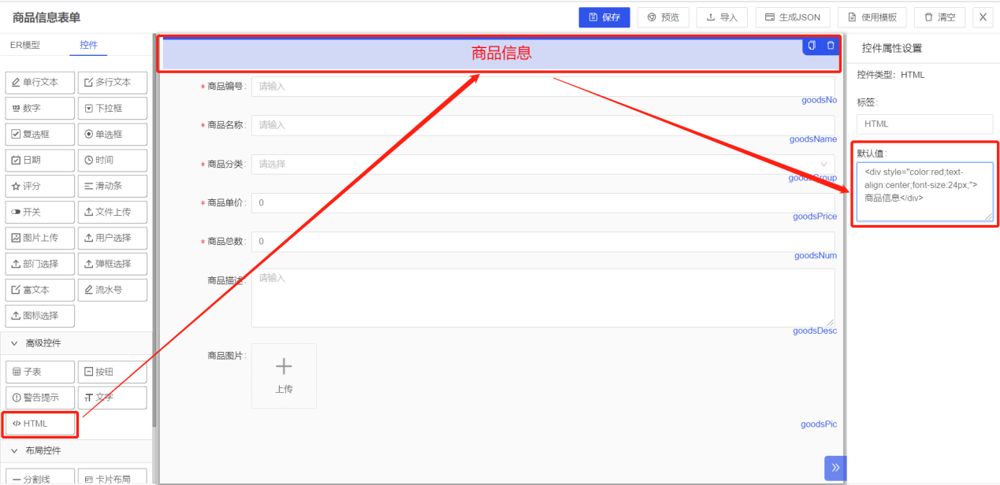 商品信息表单
保存
预览
导入
生成JSON
使用模板
清空
X
ER模型
控件
单行文本
多行文本
数字
下拉框
复选框
单选框
日期
时间
评分
滑动条
开关
文件上传
图片上传
用户选择
部门选择
弹框选择
富文本
流水号
图标选择
高级控件
子表
按钮
警告提示
文字
HTML
布局控件
分割线
卡片布局
商品信息
* 商品编号:
请输入
goodsNo
* 商品名称:
请输入
goodsName
* 商品分类:
请选择
goodsGroup
* 商品单价:
0
goodsPrice
* 商品总数:
0
goodsNum
商品描述:
请输入
goodsDesc
商品图片:
上传
goodsPic
控件属性设置
控件类型: HTML
标签:
HTML
默认值:
<div style="color:red;text-
align:center;font-size:24px;">
商品信息</div>